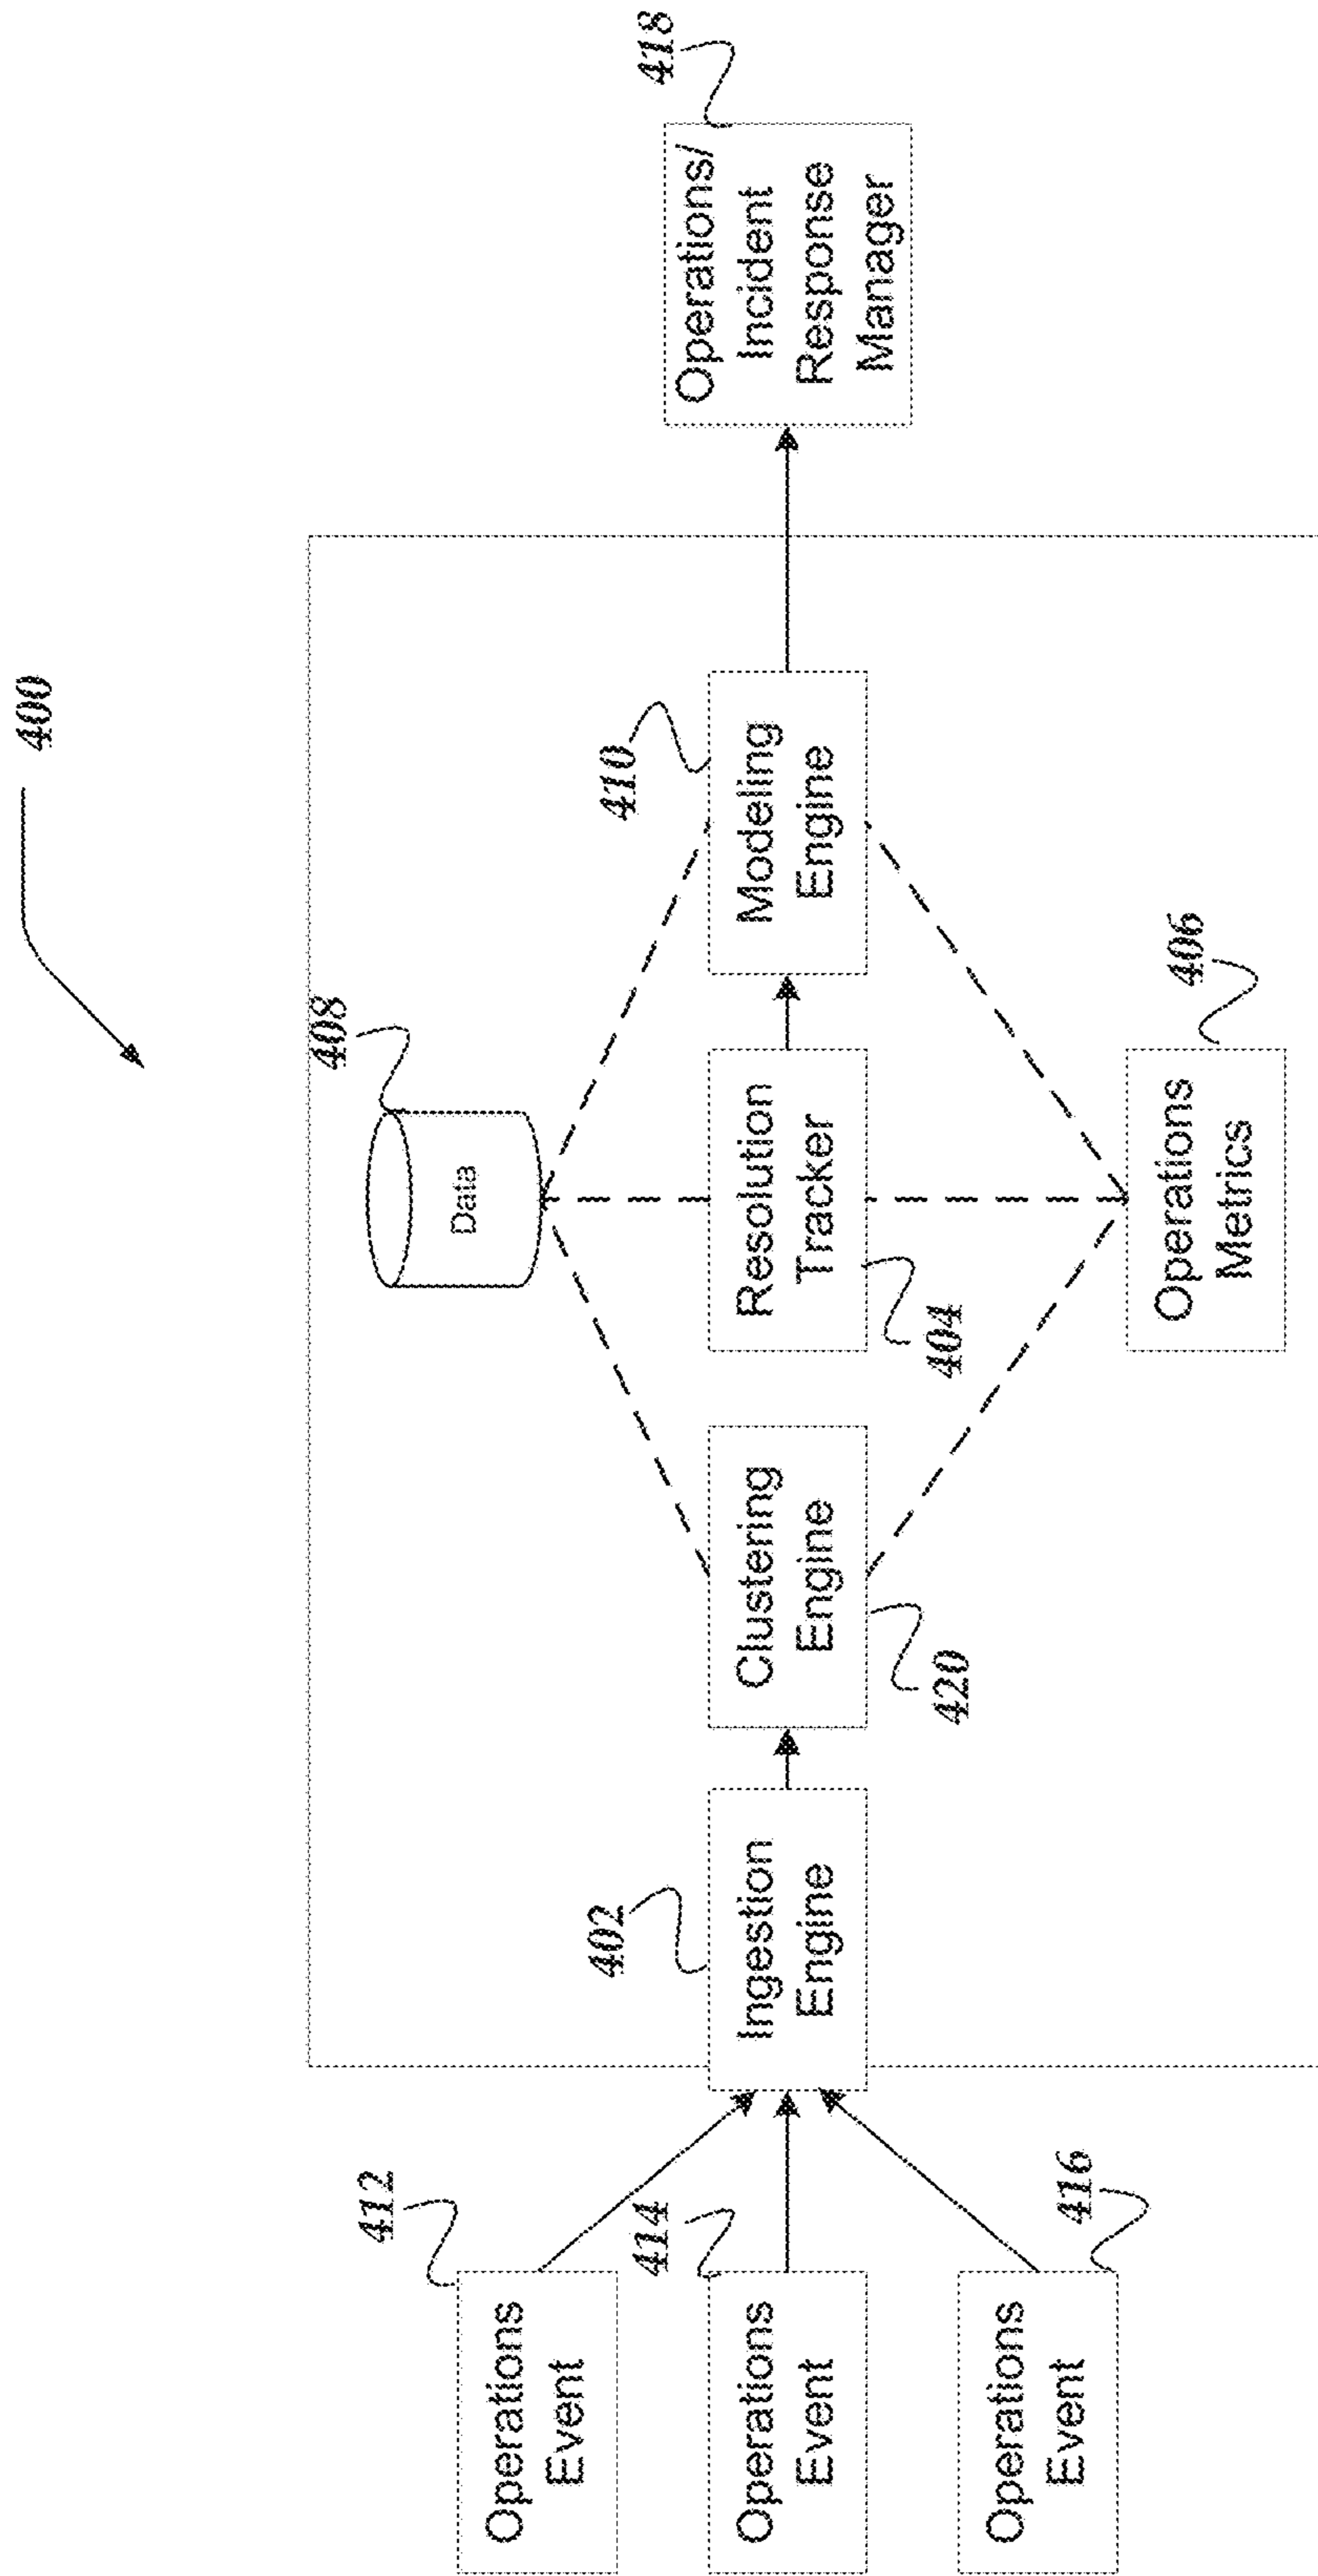 400
412
Operations
Event
414
Operations
Event
416
Operations
Event
402
Ingestion
Engine
420
Clustering
Engine
408
Data
404
Resolution
Tracker
406
Operations
Metrics
410
Modeling
Engine
418
Operations/
Incident
Response
Manager